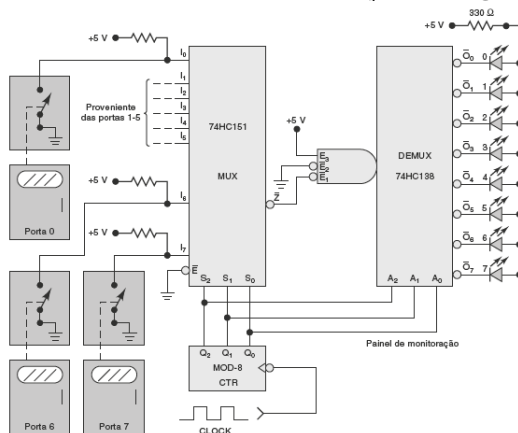 330 Ω
+5 V
+5 V
I0
I1
I2
I3
I4
I5
Proveniente
das portas 1-5
74HC151
MUX
+5 V
E3
E2
E1
DEMUX
74HC138
O0 0
O1 1
O2 2
O3 3
O4 4
O5 5
O6 6
O7 7
Z
+5 V
I6
Porta 0
+5 V
I7
E
S2 S1 S0
A2 A1 A0
Painel de monitoração
Q2 Q1 Q0
MOD-8
CTR
Porta 6
Porta 7
CLOCK